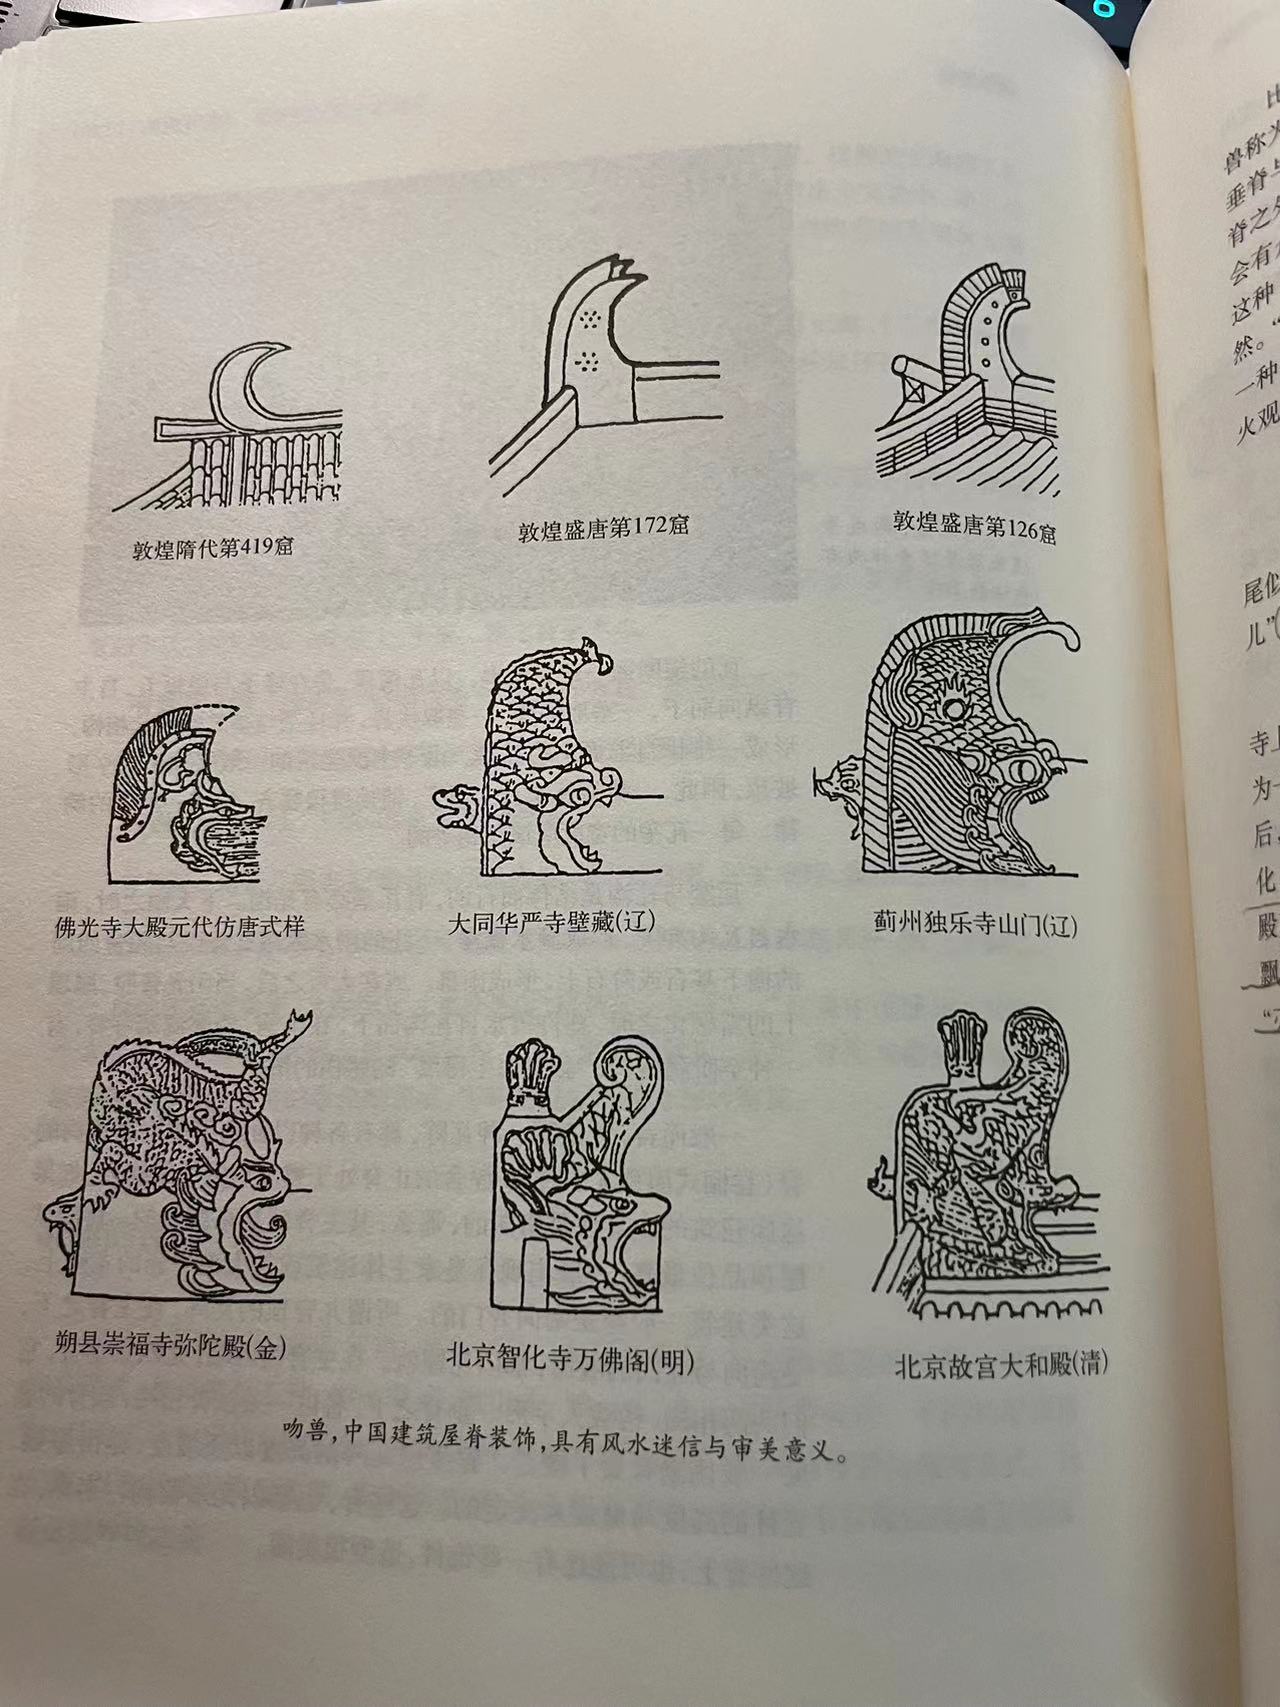 敦煌隋代第419窟
敦煌盛唐第172窟
敦煌盛唐第126窟
佛光寺大殿元代仿唐式样
大同华严寺壁藏(辽)
蓟州独乐寺山门(辽)
朔县崇福寺弥陀殿(金)
北京智化寺万佛阁(明)
北京故宫大和殿(清)
吻兽,中国建筑屋脊装饰,具有风水迷信与审美意义。
比
兽称为
垂脊与
脊之外
会有
这种
然。“
一种
火观
尾似
儿”(
寺上
为一
后,
化
殿
飘